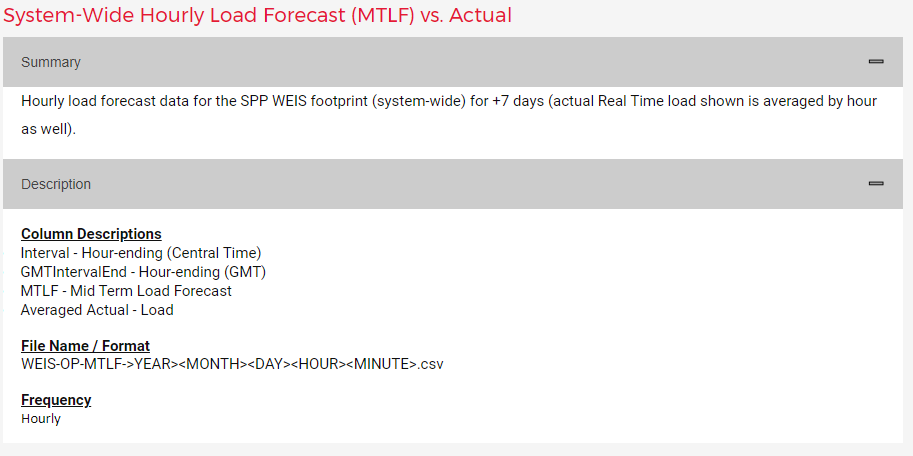 System-Wide Hourly Load Forecast (MTLF) vs. Actual
Summary
Hourly load forecast data for the SPP WEIS footprint (system-wide) for +7 days (actual Real Time load shown is averaged by hour
as well).
Description
Column Descriptions
Interval - Hour-ending (Central Time)
GMTIntervalEnd - Hour-ending (GMT)
MTLF - Mid Term Load Forecast
Averaged Actual - Load
File Name / Format
WEIS-OP-MTLF->YEAR><MONTH><DAY><HOUR><MINUTE>.csv
Frequency
Hourly